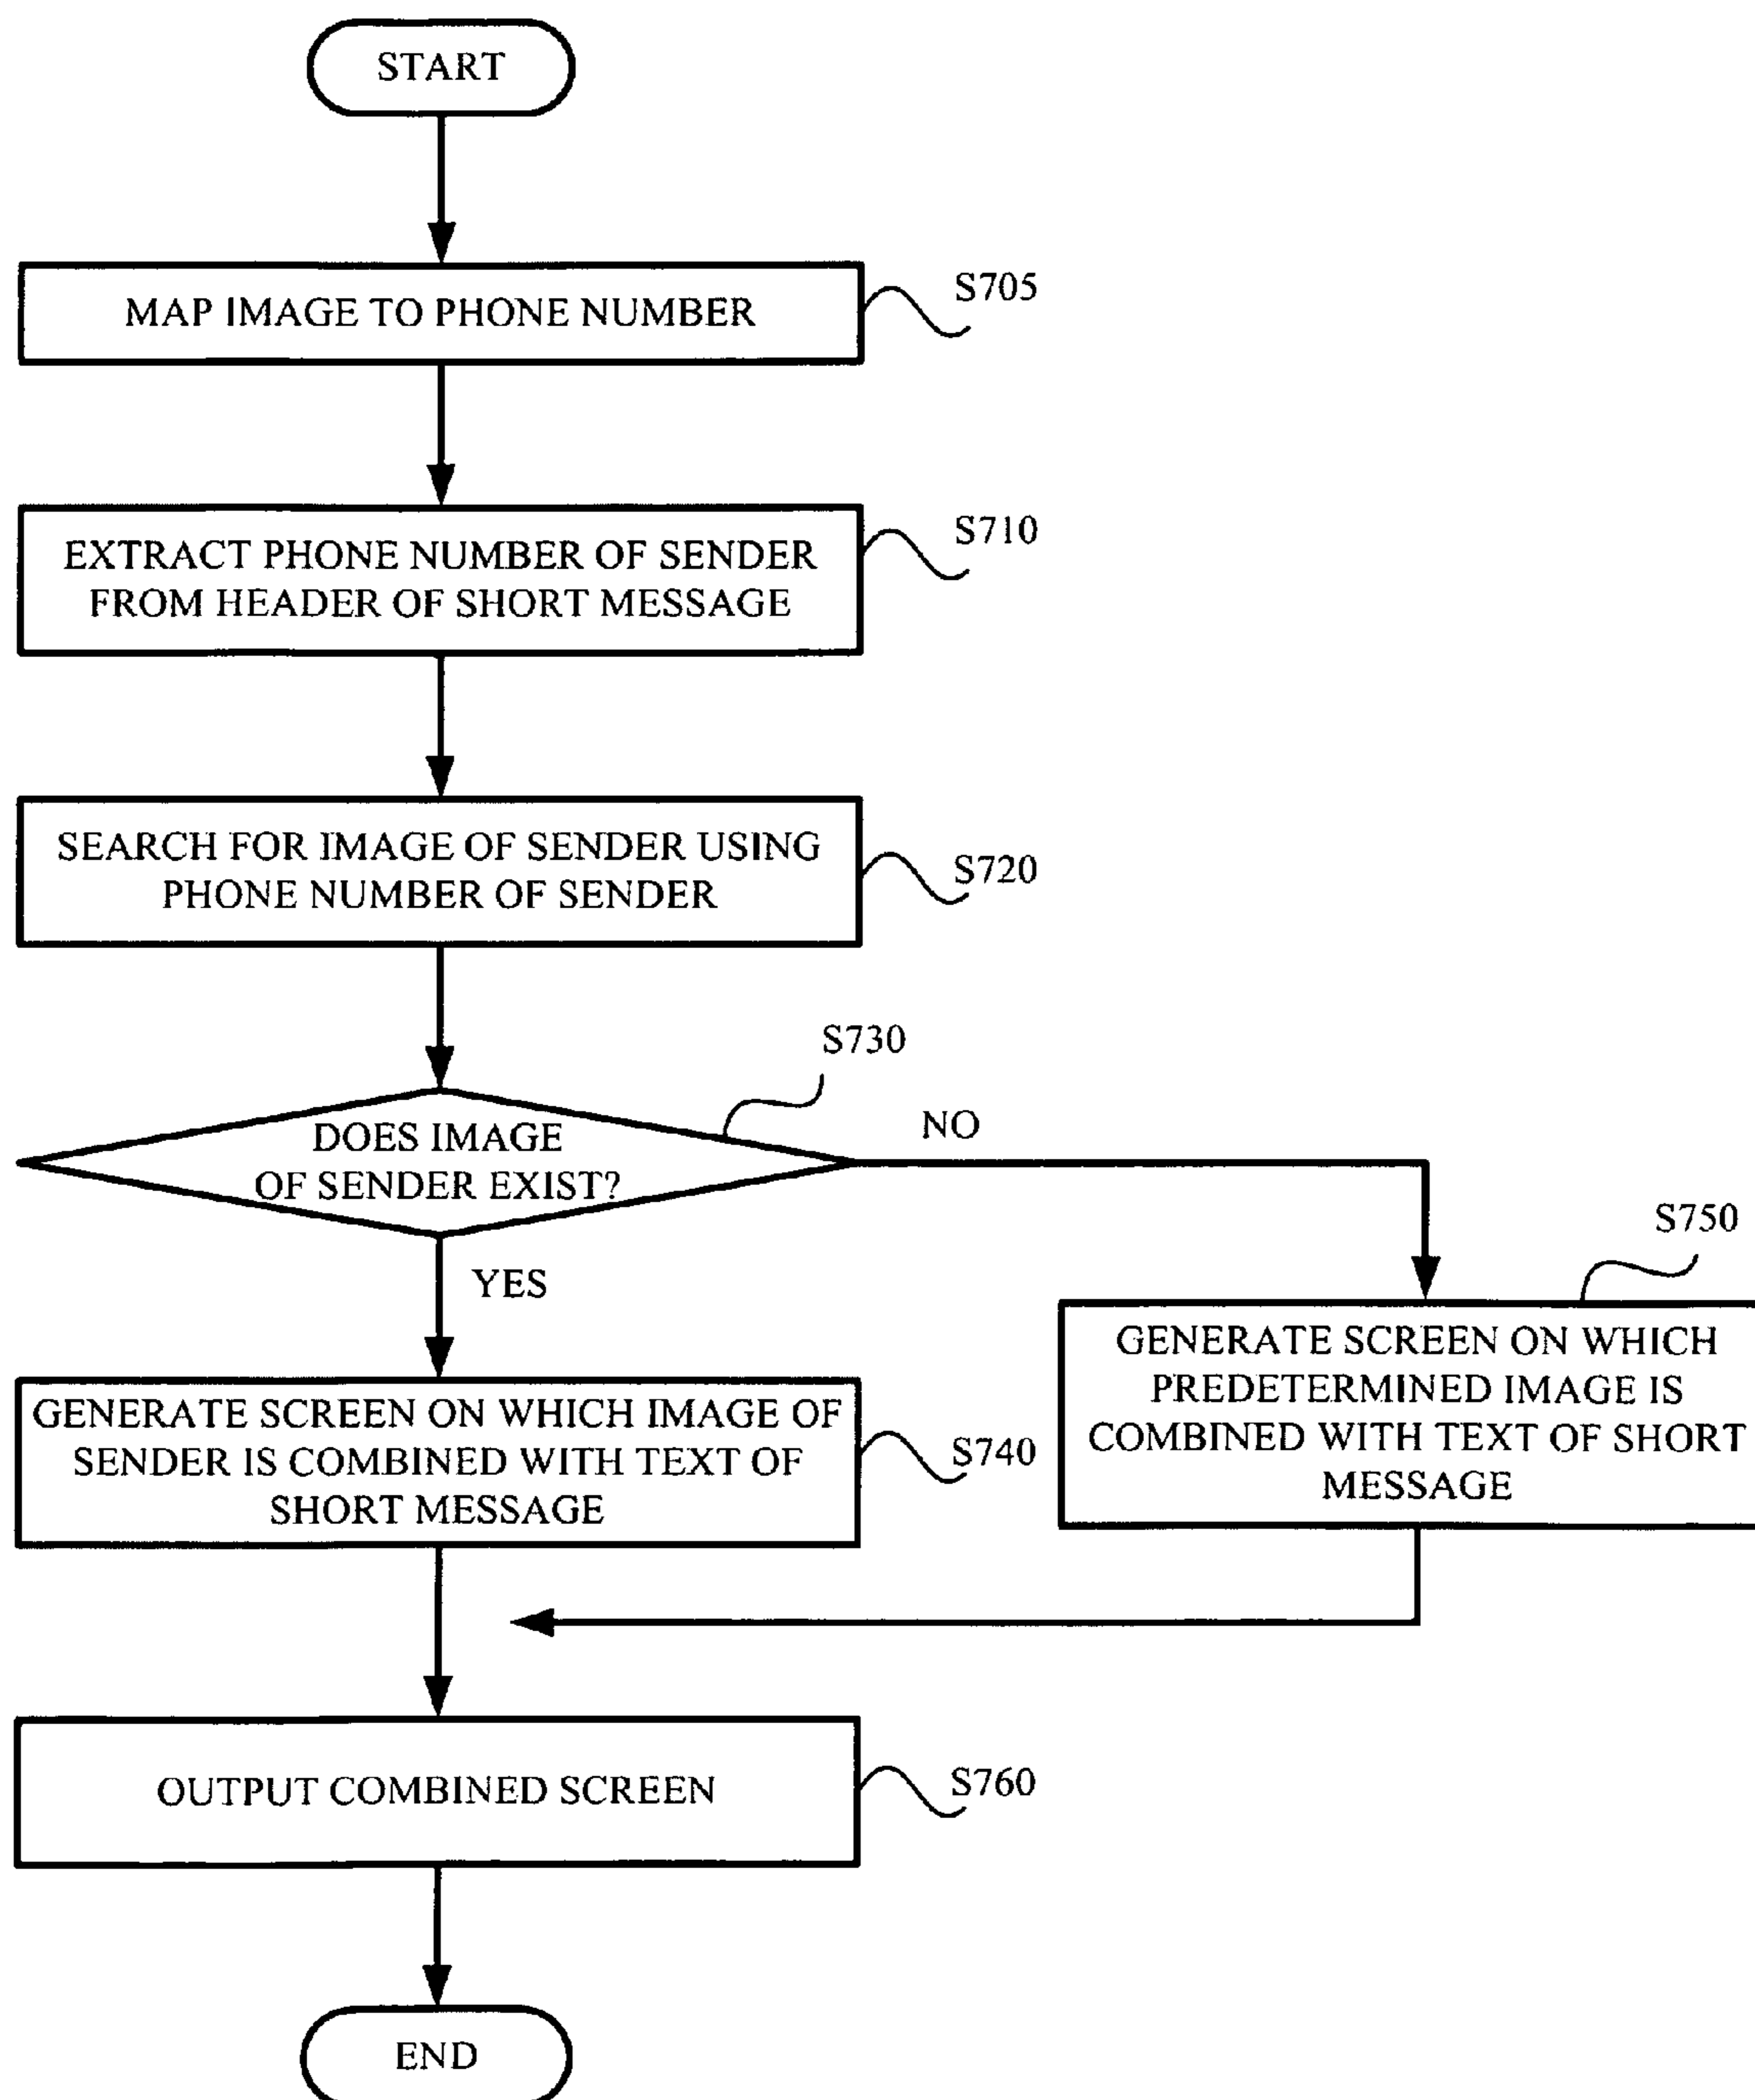 START
MAP IMAGE TO PHONE NUMBER
S705
EXTRACT PHONE NUMBER OF SENDER
FROM HEADER OF SHORT MESSAGE
S710
SEARCH FOR IMAGE OF SENDER USING
PHONE NUMBER OF SENDER
S720
S730
DOES IMAGE
OF SENDER EXIST?
NO
YES
S750
GENERATE SCREEN ON WHICH
PREDETERMINED IMAGE IS
COMBINED WITH TEXT OF SHORT
MESSAGE
GENERATE SCREEN ON WHICH IMAGE OF
SENDER IS COMBINED WITH TEXT OF
SHORT MESSAGE
S740
OUTPUT COMBINED SCREEN
S760
END